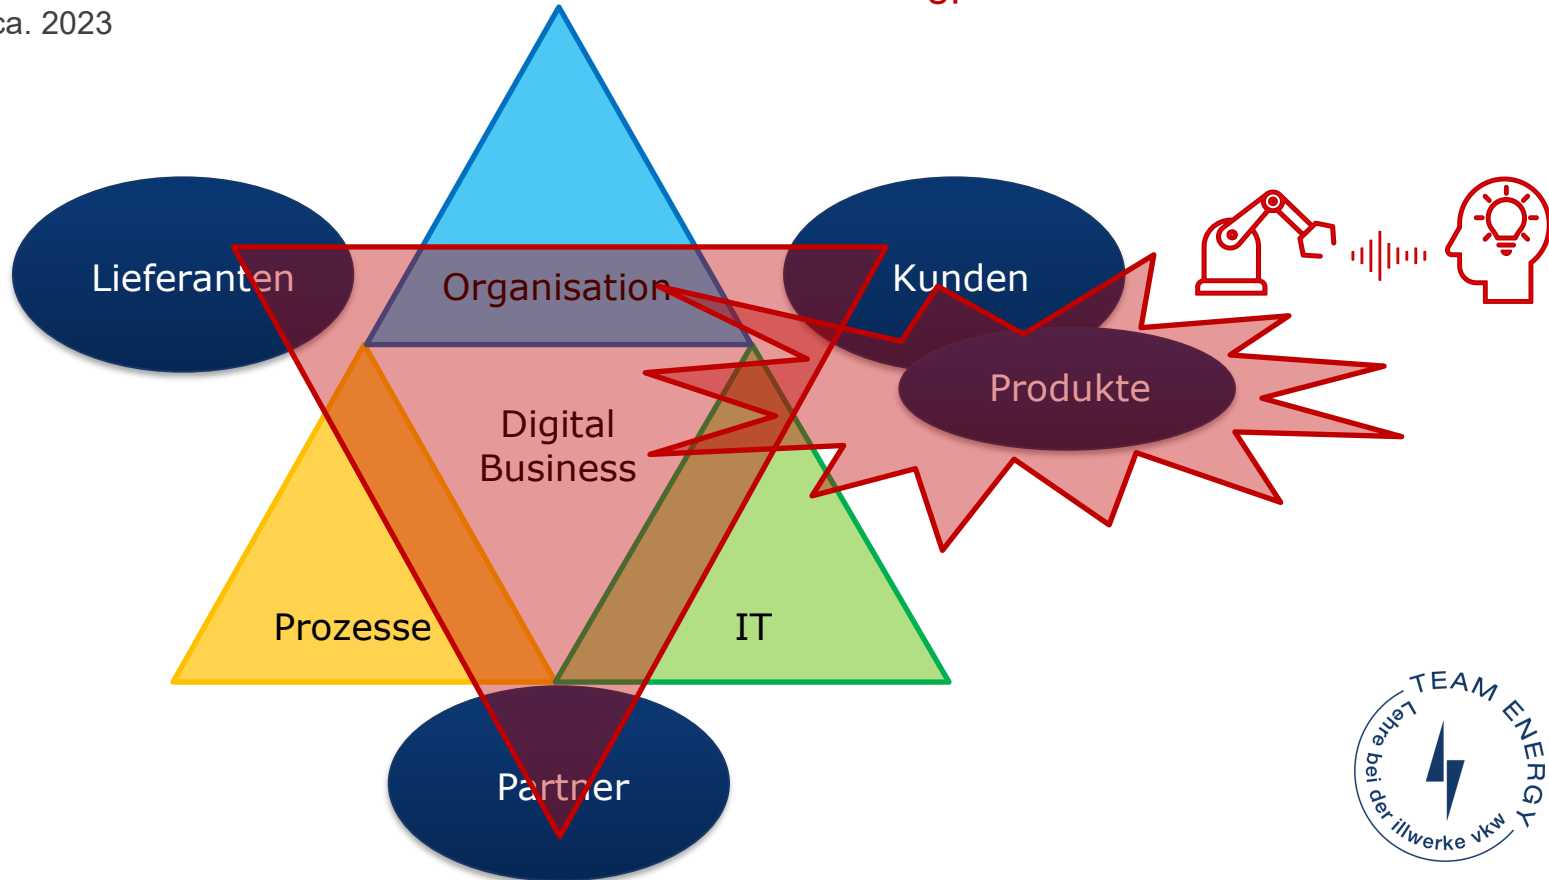 ca. 2023
Lieferanten
Organisation
Kunden
Produkte
Digital
Business
Prozesse
IT
Partner
TEAM ENERGY
Lehre bei der illwerke vkw